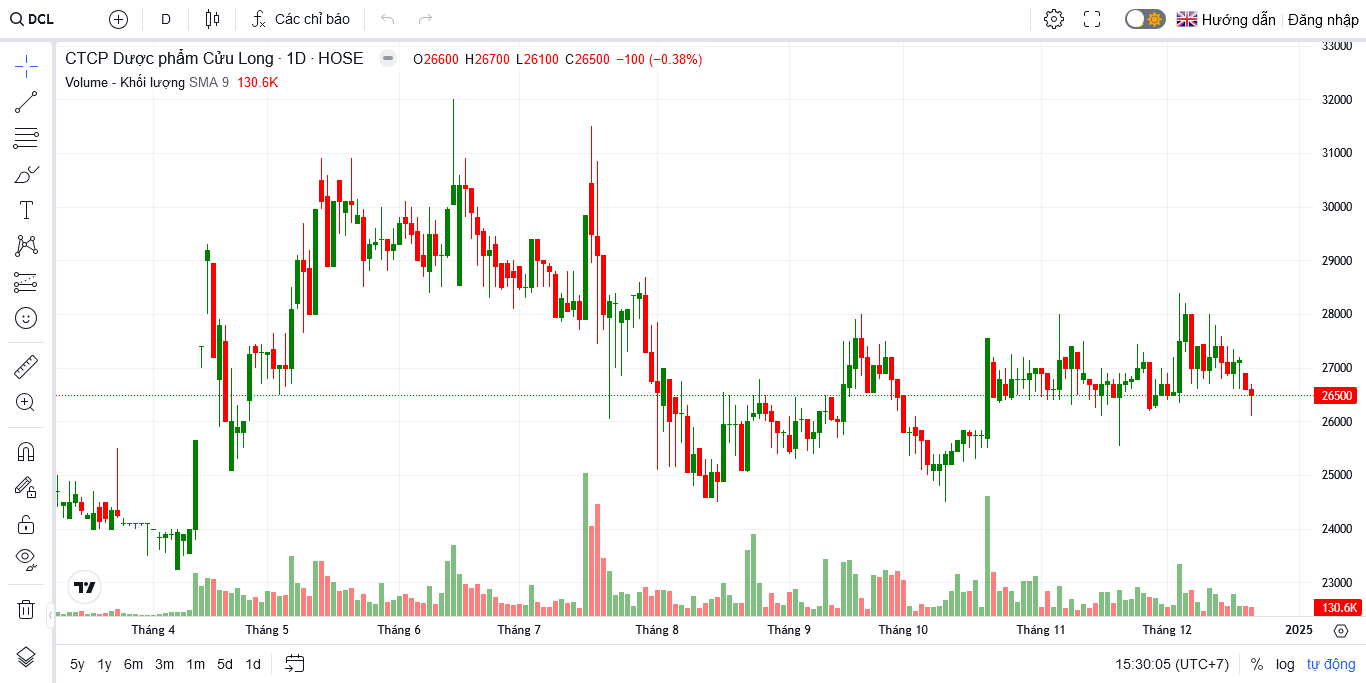 DCL D Các chỉ báo Hướng dẫn Đăng nhập
CTCP Dược phẩm Cửu Long · 1D · HOSE O26600 H26700 L26100 C26500 −100 (−0.38%)
Volume - Khối lượng SMA 9 130.6K
33000
32000
31000
30000
29000
28000
27000
26500
26000
25000
24000
23000
130.6K
Tháng 4 Tháng 5 Tháng 6 Tháng 7 Tháng 8 Tháng 9 Tháng 10 Tháng 11 Tháng 12 2025
5y 1y 6m 3m 1m 5d 1d 15:30:05 (UTC+7) % log tự động